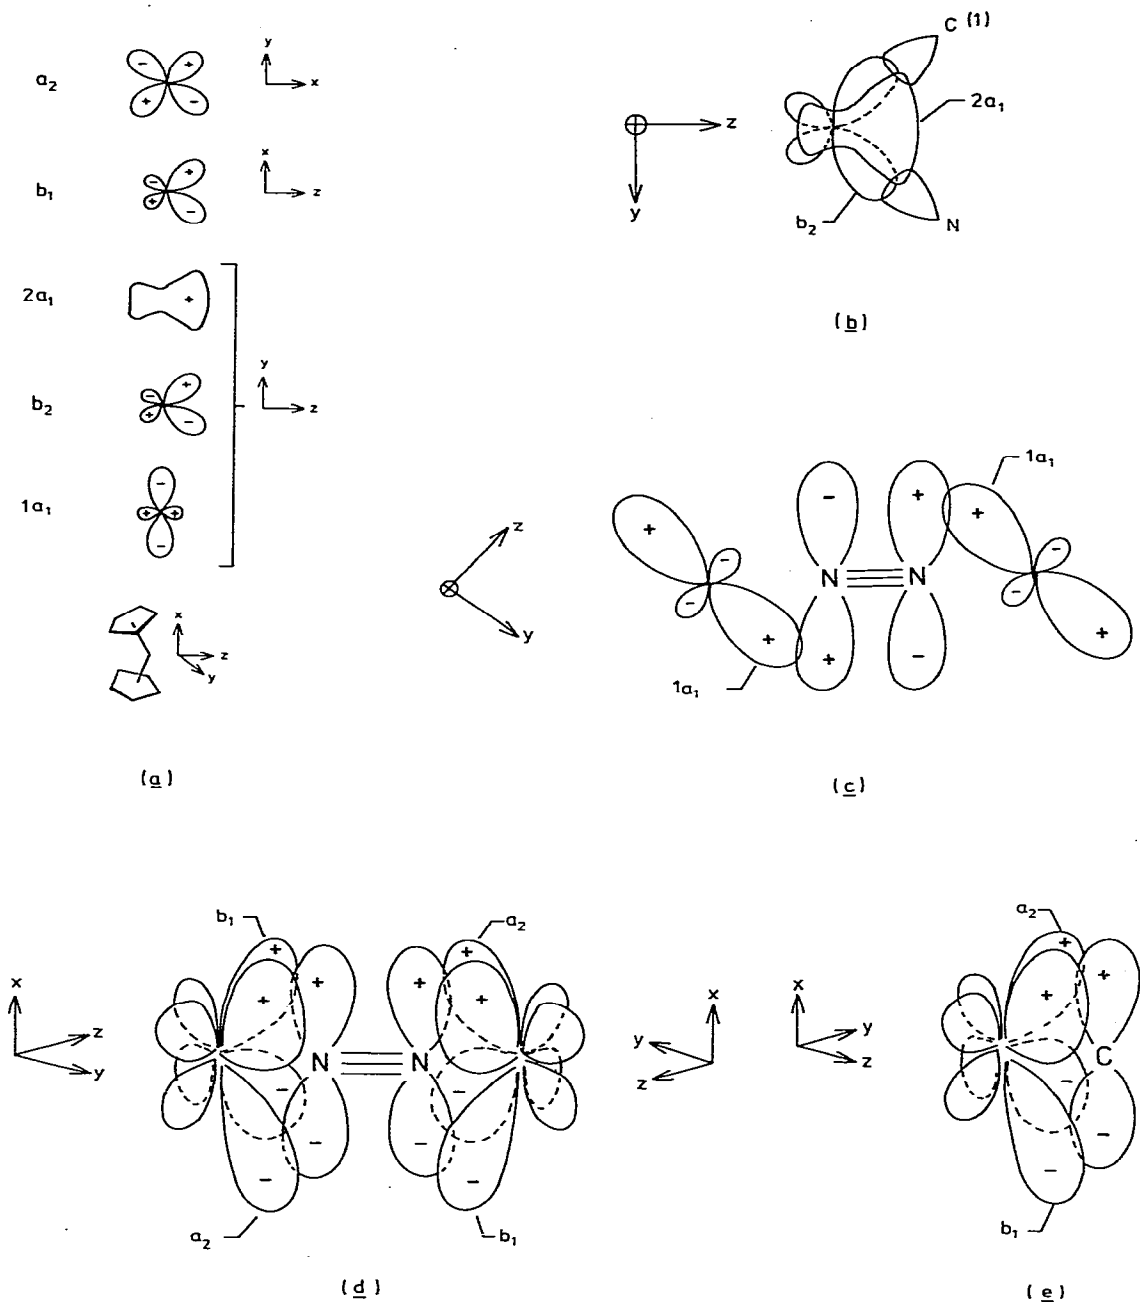 a₂
- +
+ -
y
x
b₁
- +
+ -
x
z
2a₁
+
b₂
- +
+ -
y
z
1a₁
-
+ +
-
x
z
y
(a)
C (1)
2a₁
z
y
b₂
N
(b)
z
y
1a₁
+
- + +
- -
N N
- -
+ + - +
1a₁
(c)
b₁ a₂
+ + + +
+ +
x
z
y
N N
- -
- -
- -
a₂ b₁
x
y
z
(d)
a₂
+ +
+
x
y
z
C
-
-
-
b₁
(e)